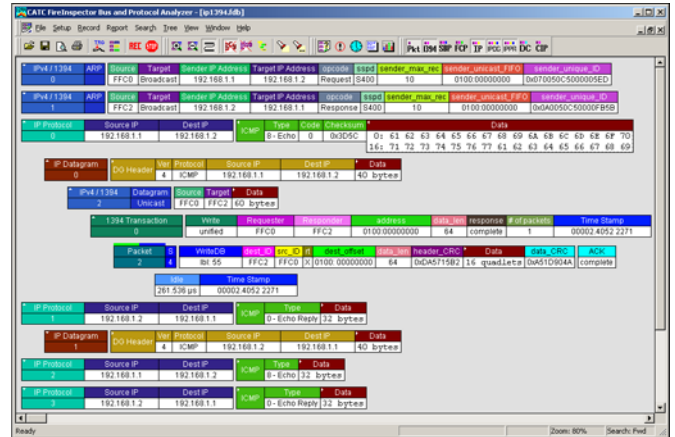 CATC FireInspector Bus and Protocol Analyzer - [ip1394.fdb]
File Setup Record Report Search Tree View Window Help
REC Pkt 1394 SBP FCP IP DC CIP
IPv4 / 1394 ARP Source Target Sender IP Address Target IP Address opcode sspd sender_max_rec sender_unicast_FIFO sender_unique_ID
0 FFC0 Broadcast 192.168.1.1 192.168.1.2 Request S400 10 0100:00000000 0x070050C5000005ED
IPv4 / 1394 ARP Source Target Sender IP Address Target IP Address opcode sspd sender_max_rec sender_unicast_FIFO sender_unique_ID
1 FFC2 Broadcast 192.168.1.2 192.168.1.1 Response S400 10 0100:00000000 0x0A0050C50000FB5B
IP Protocol Source IP Dest IP ICMP Type Code Checksum Data
0 192.168.1.1 192.168.1.2 8 - Echo 0 0x3D5C 0: 61 62 63 64 65 66 67 68 69 6A 6B 6C 6D 6E 6F 70
16: 71 72 73 74 75 76 77 61 62 63 64 65 66 67 68 69
IP Datagram DO Header Ver Protocol Source IP Dest IP Data
0 4 ICMP 192.168.1.1 192.168.1.2 40 bytes
IPv4 / 1394 Datagram Source Target Data
2 Unicast FFC0 FFC2 60 bytes
1394 Transaction Write Requester Responder address data_len response # of packets Time Stamp
0 unified FFC0 FFC2 0100:00000000 64 complete 1 00002.4052 2271
Packet S WriteDB dest_ID src_ID rt dest_offset data_len header_CRC Data data_CRC ACK
2 4 lbl: 55 FFC2 FFC0 X 0100 00000000 64 0xDA5715B2 16 quadlets 0xA51D904A complete
Idle Time Stamp
261.536 µs 00002.4052 2271
IP Protocol Source IP Dest IP ICMP Type Data
1 192.168.1.2 192.168.1.1 0 - Echo Reply 32 bytes
IP Datagram DO Header Ver Protocol Source IP Dest IP Data
1 4 ICMP 192.168.1.2 192.168.1.1 40 bytes
IP Protocol Source IP Dest IP ICMP Type Data
2 192.168.1.1 192.168.1.2 8 - Echo 32 bytes
IP Protocol Source IP Dest IP ICMP Type Data
3 192.168.1.2 192.168.1.1 0 - Echo Reply 32 bytes
Ready Zoom: 80% Search: Fwd